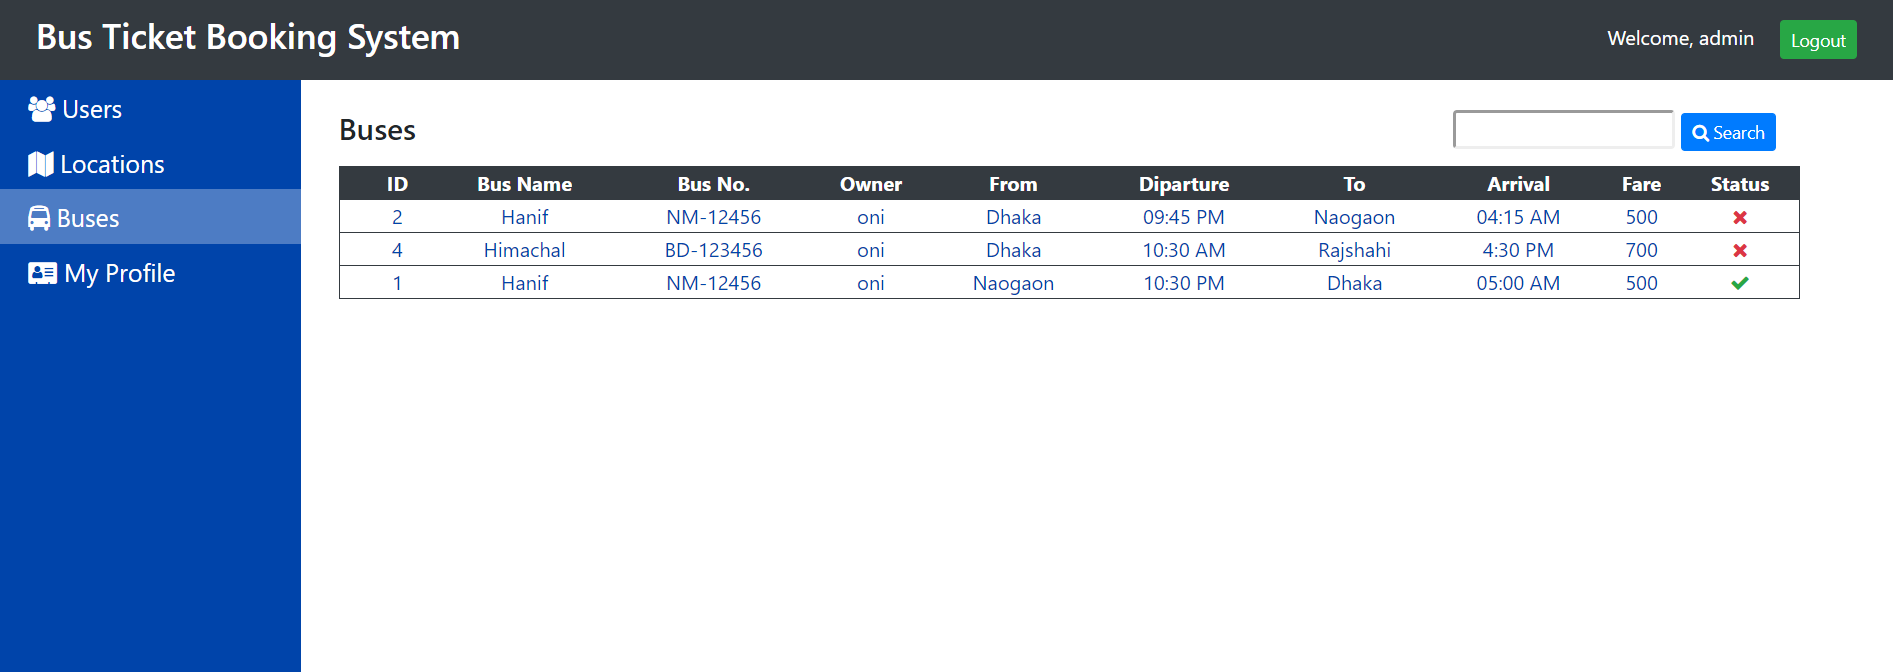 Bus Ticket Booking System
Welcome, admin
Logout
Users
Locations
Buses
My Profile
Buses
Search
ID Bus Name Bus No. Owner From Diparture To Arrival Fare Status
2 Hanif NM-12456 oni Dhaka 09:45 PM Naogaon 04:15 AM 500
4 Himachal BD-123456 oni Dhaka 10:30 AM Rajshahi 4:30 PM 700
1 Hanif NM-12456 oni Naogaon 10:30 PM Dhaka 05:00 AM 500